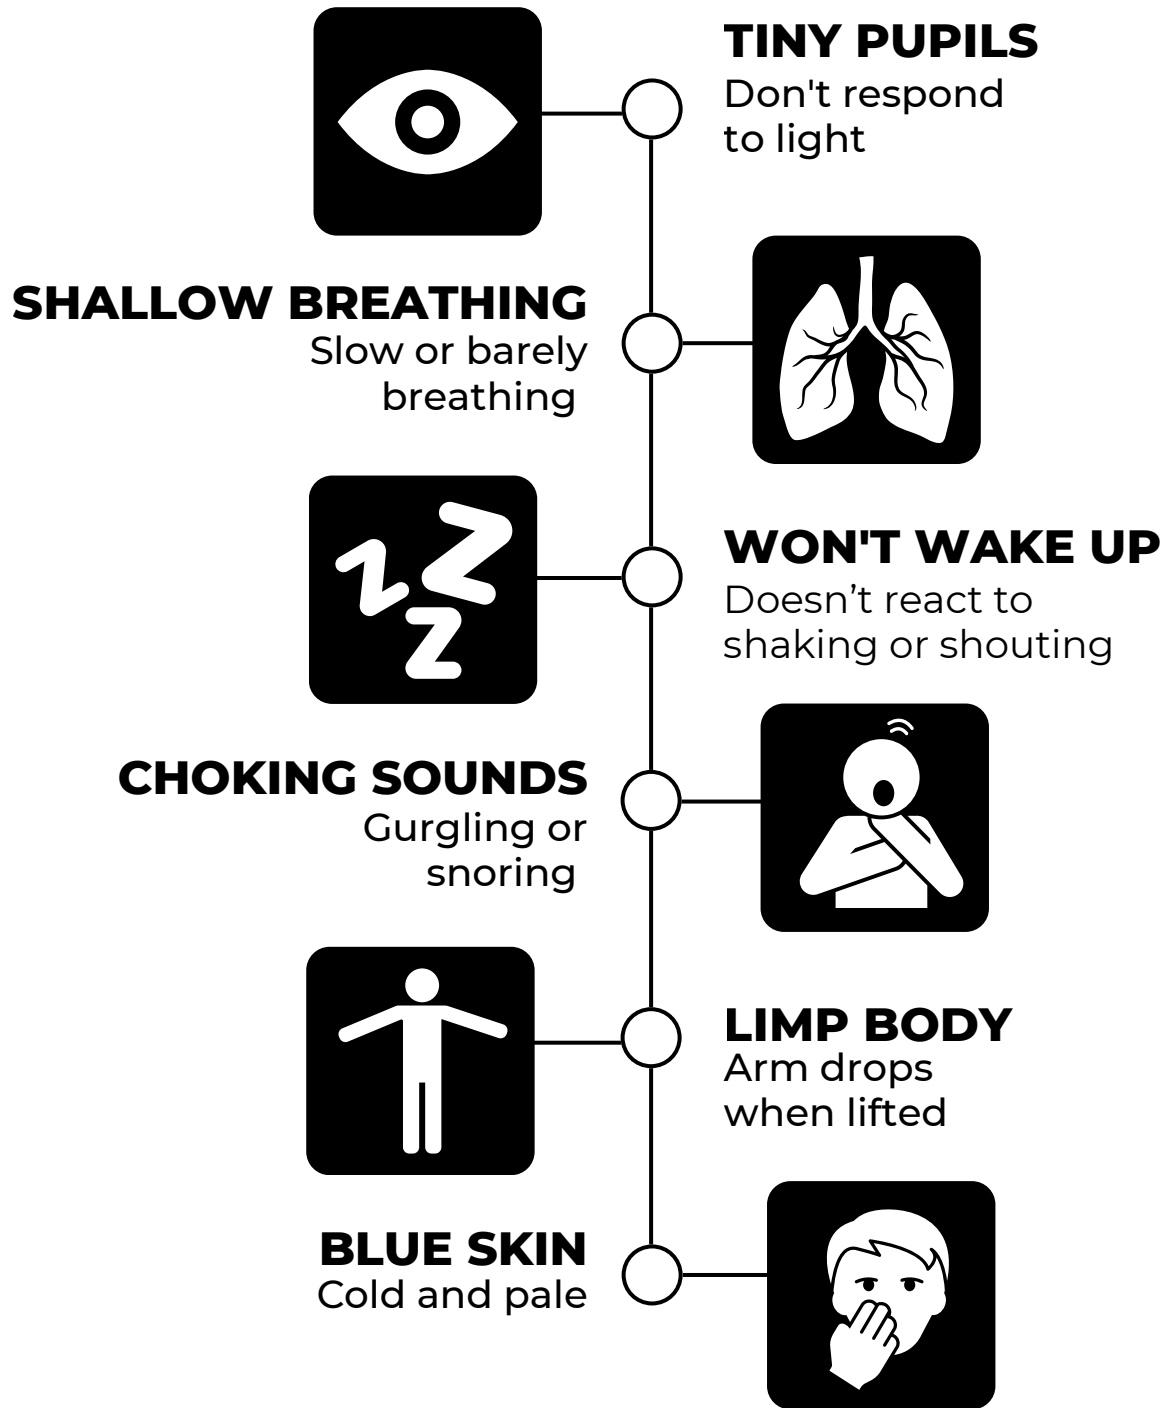 TINY PUPILS
Don't respond
to light
SHALLOW BREATHING
Slow or barely
breathing
WON'T WAKE UP
Doesn’t react to
shaking or shouting
CHOKING SOUNDS
Gurgling or
snoring
LIMP BODY
Arm drops
when lifted
BLUE SKIN
Cold and pale